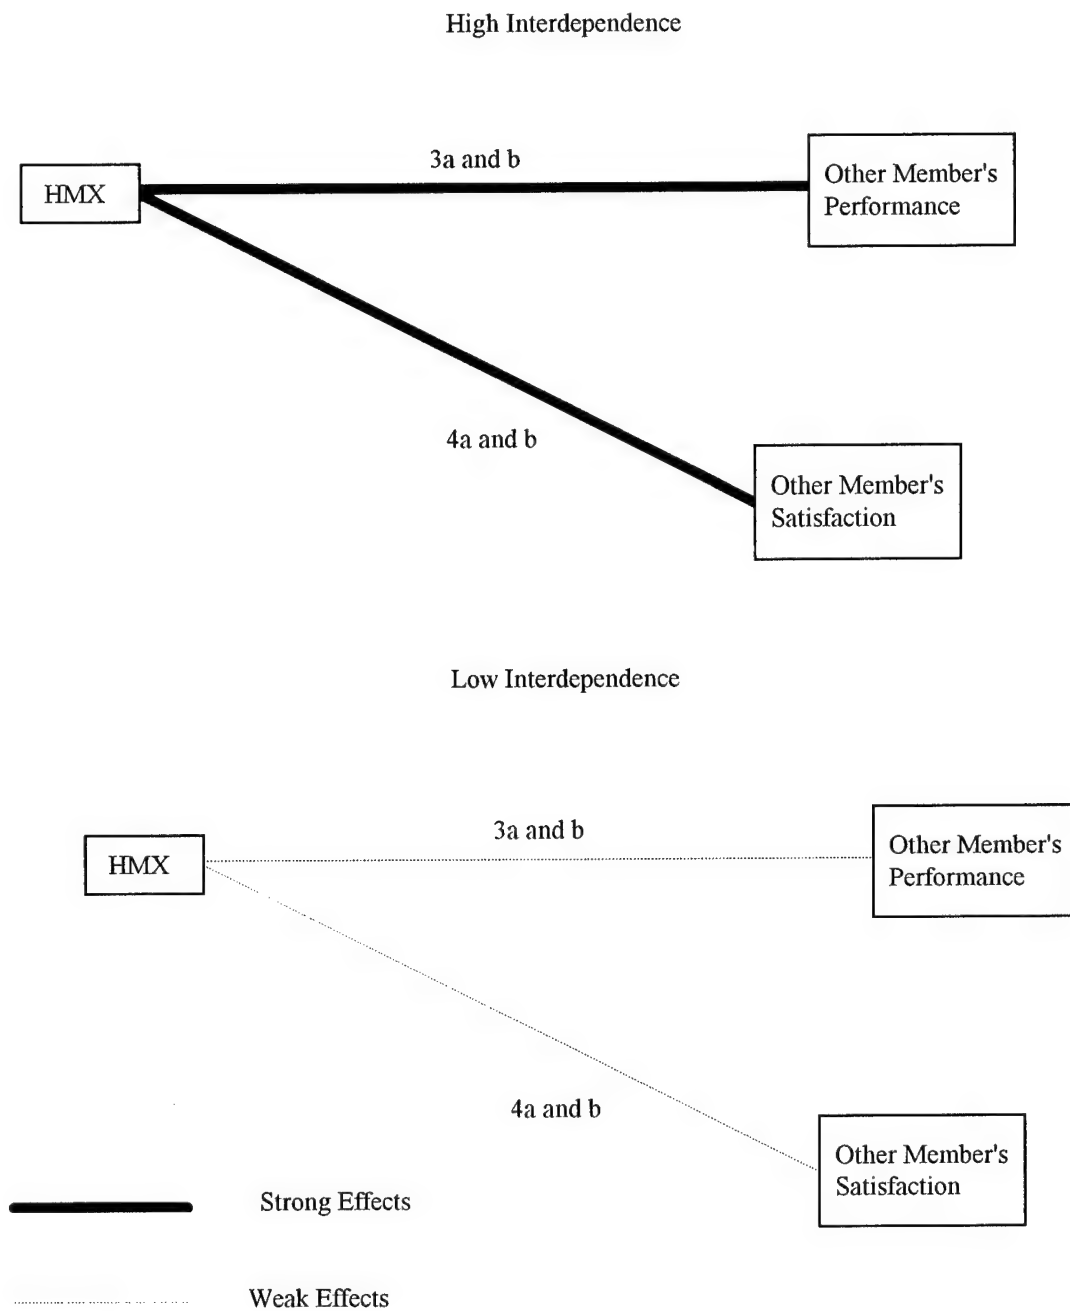 High Interdependence
3a and b
HMX
Other Member's
Performance
4a and b
Other Member's
Satisfaction
Low Interdependence
3a and b
HMX
Other Member's
Performance
4a and b
Other Member's
Satisfaction
Strong Effects
Weak Effects